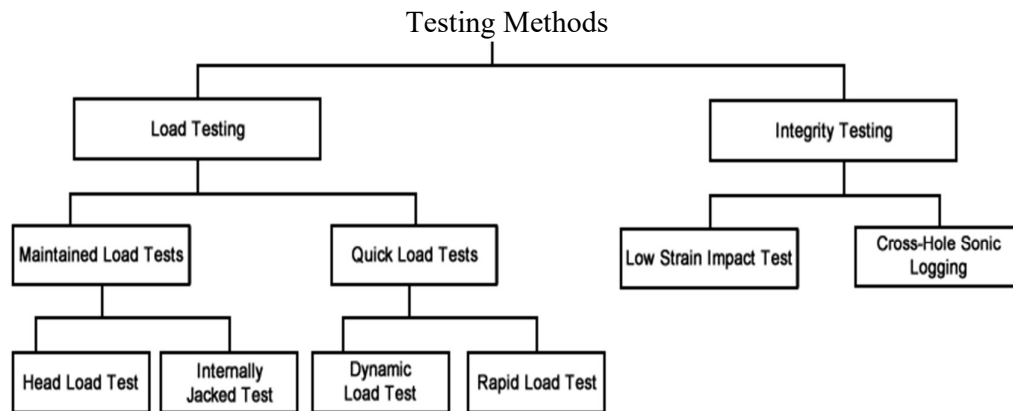 Testing Methods
Load Testing
Integrity Testing
Maintained Load Tests
Quick Load Tests
Low Strain Impact Test
Cross-Hole Sonic
Logging
Head Load Test
Internally
Jacked Test
Dynamic
Load Test
Rapid Load Test